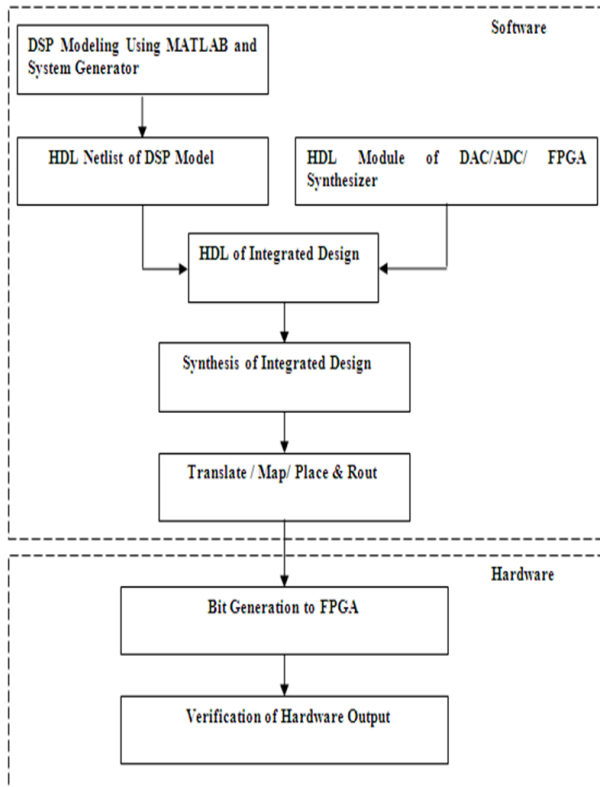 Software
DSP Modeling Using MATLAB and
System Generator
HDL Netlist of DSP Model
HDL Module of DAC/ADC/ FPGA
Synthesizer
HDL of Integrated Design
Synthesis of Integrated Design
Translate / Map/ Place & Rout
Hardware
Bit Generation to FPGA
Verification of Hardware Output